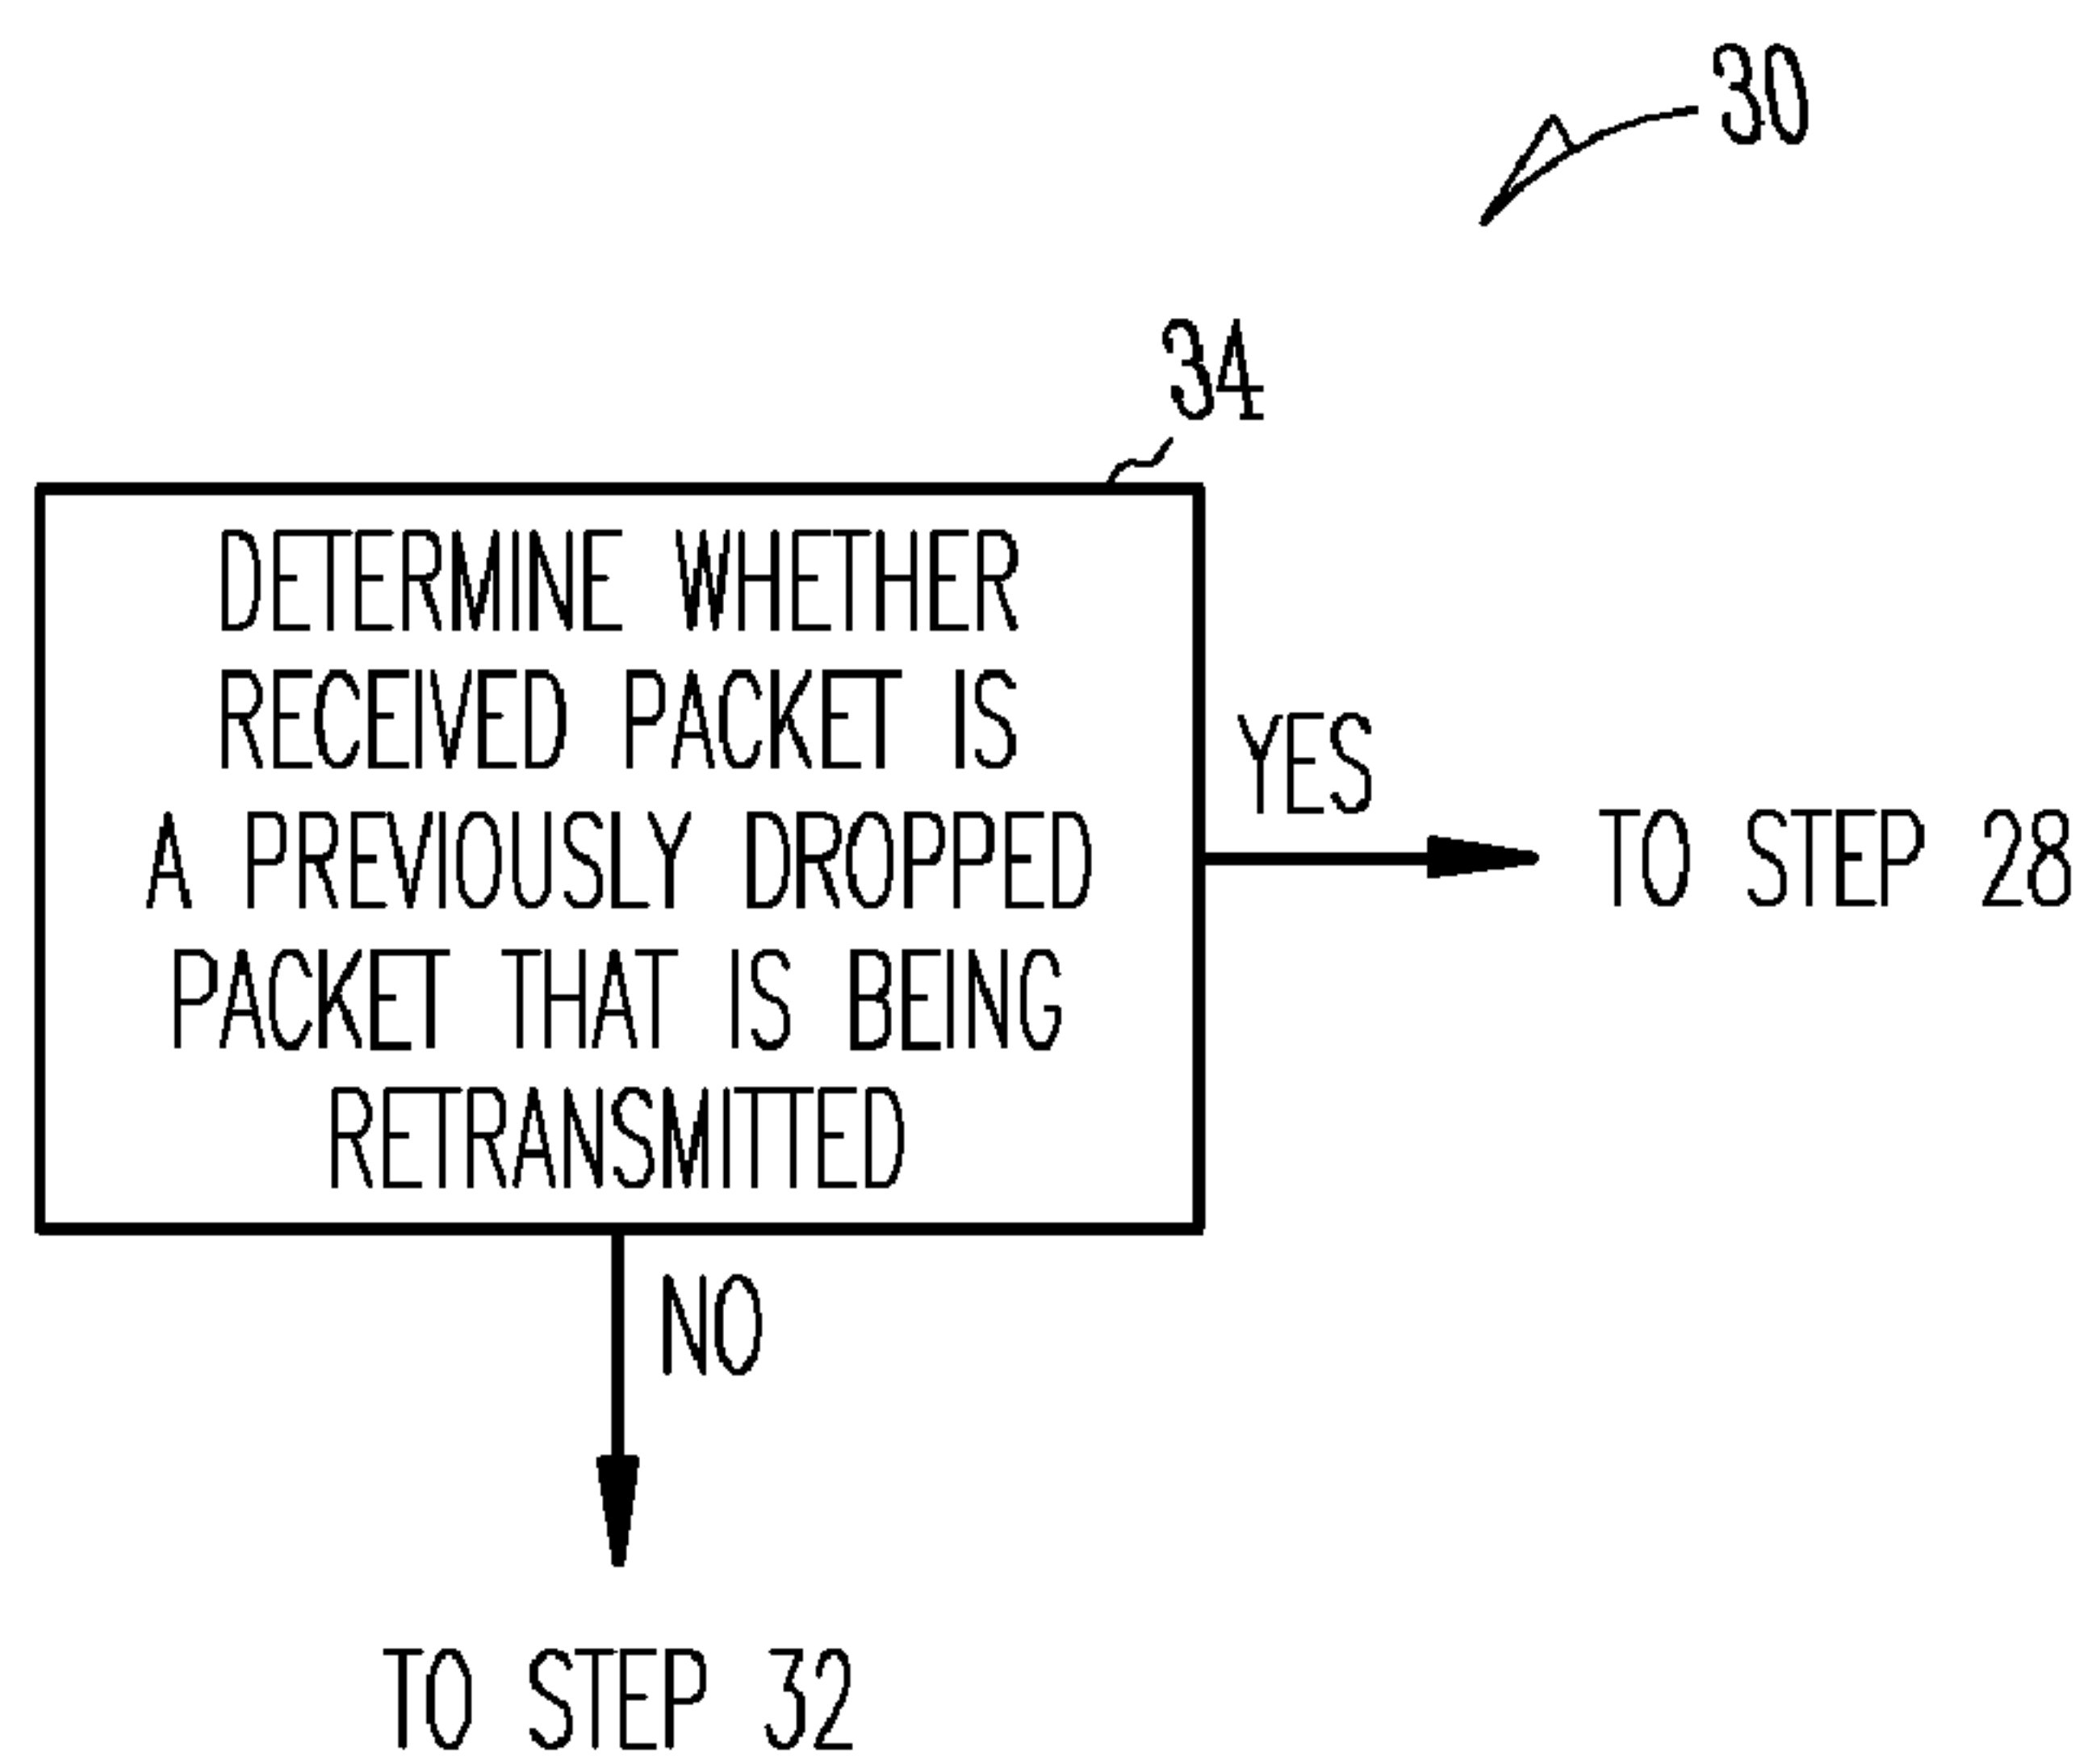 30
34
DETERMINE WHETHER
RECEIVED PACKET IS
A PREVIOUSLY DROPPED
PACKET THAT IS BEING
RETRANSMITTED
YES
TO STEP 28
NO
TO STEP 32